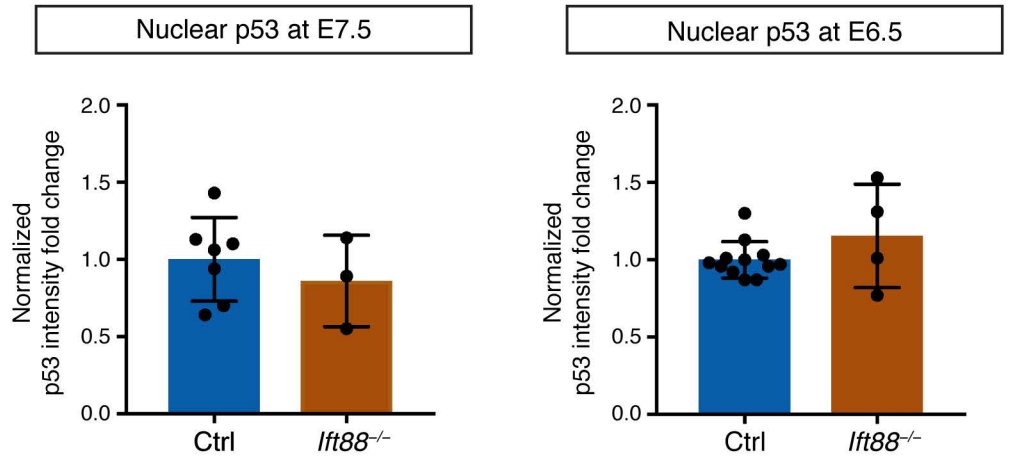 Nuclear p53 at E7.5
Normalized
p53 intensity fold change
2.0
1.5
1.0
0.5
0.0
Ctrl
Ift88⁻/⁻
Nuclear p53 at E6.5
Normalized
p53 intensity fold change
2.0
1.5
1.0
0.5
0.0
Ctrl
Ift88⁻/⁻